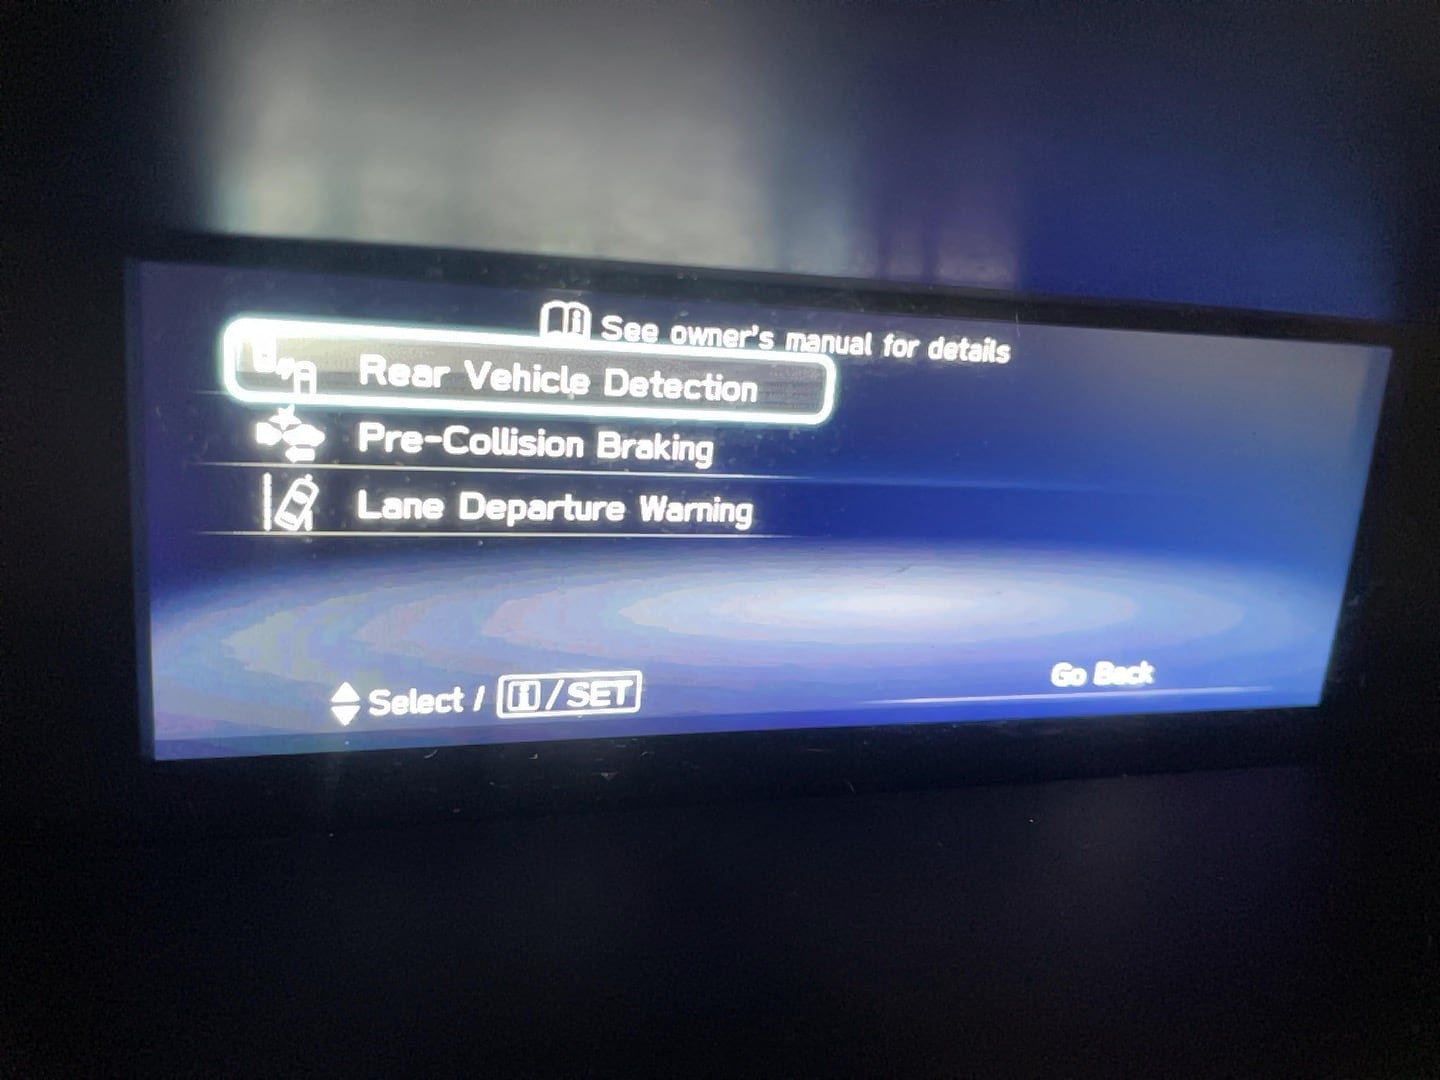 See owner's manual for details
Rear Vehicle Detection
Pre-Collision Braking
Lane Departure Warning
Select / i/SET
Go Back